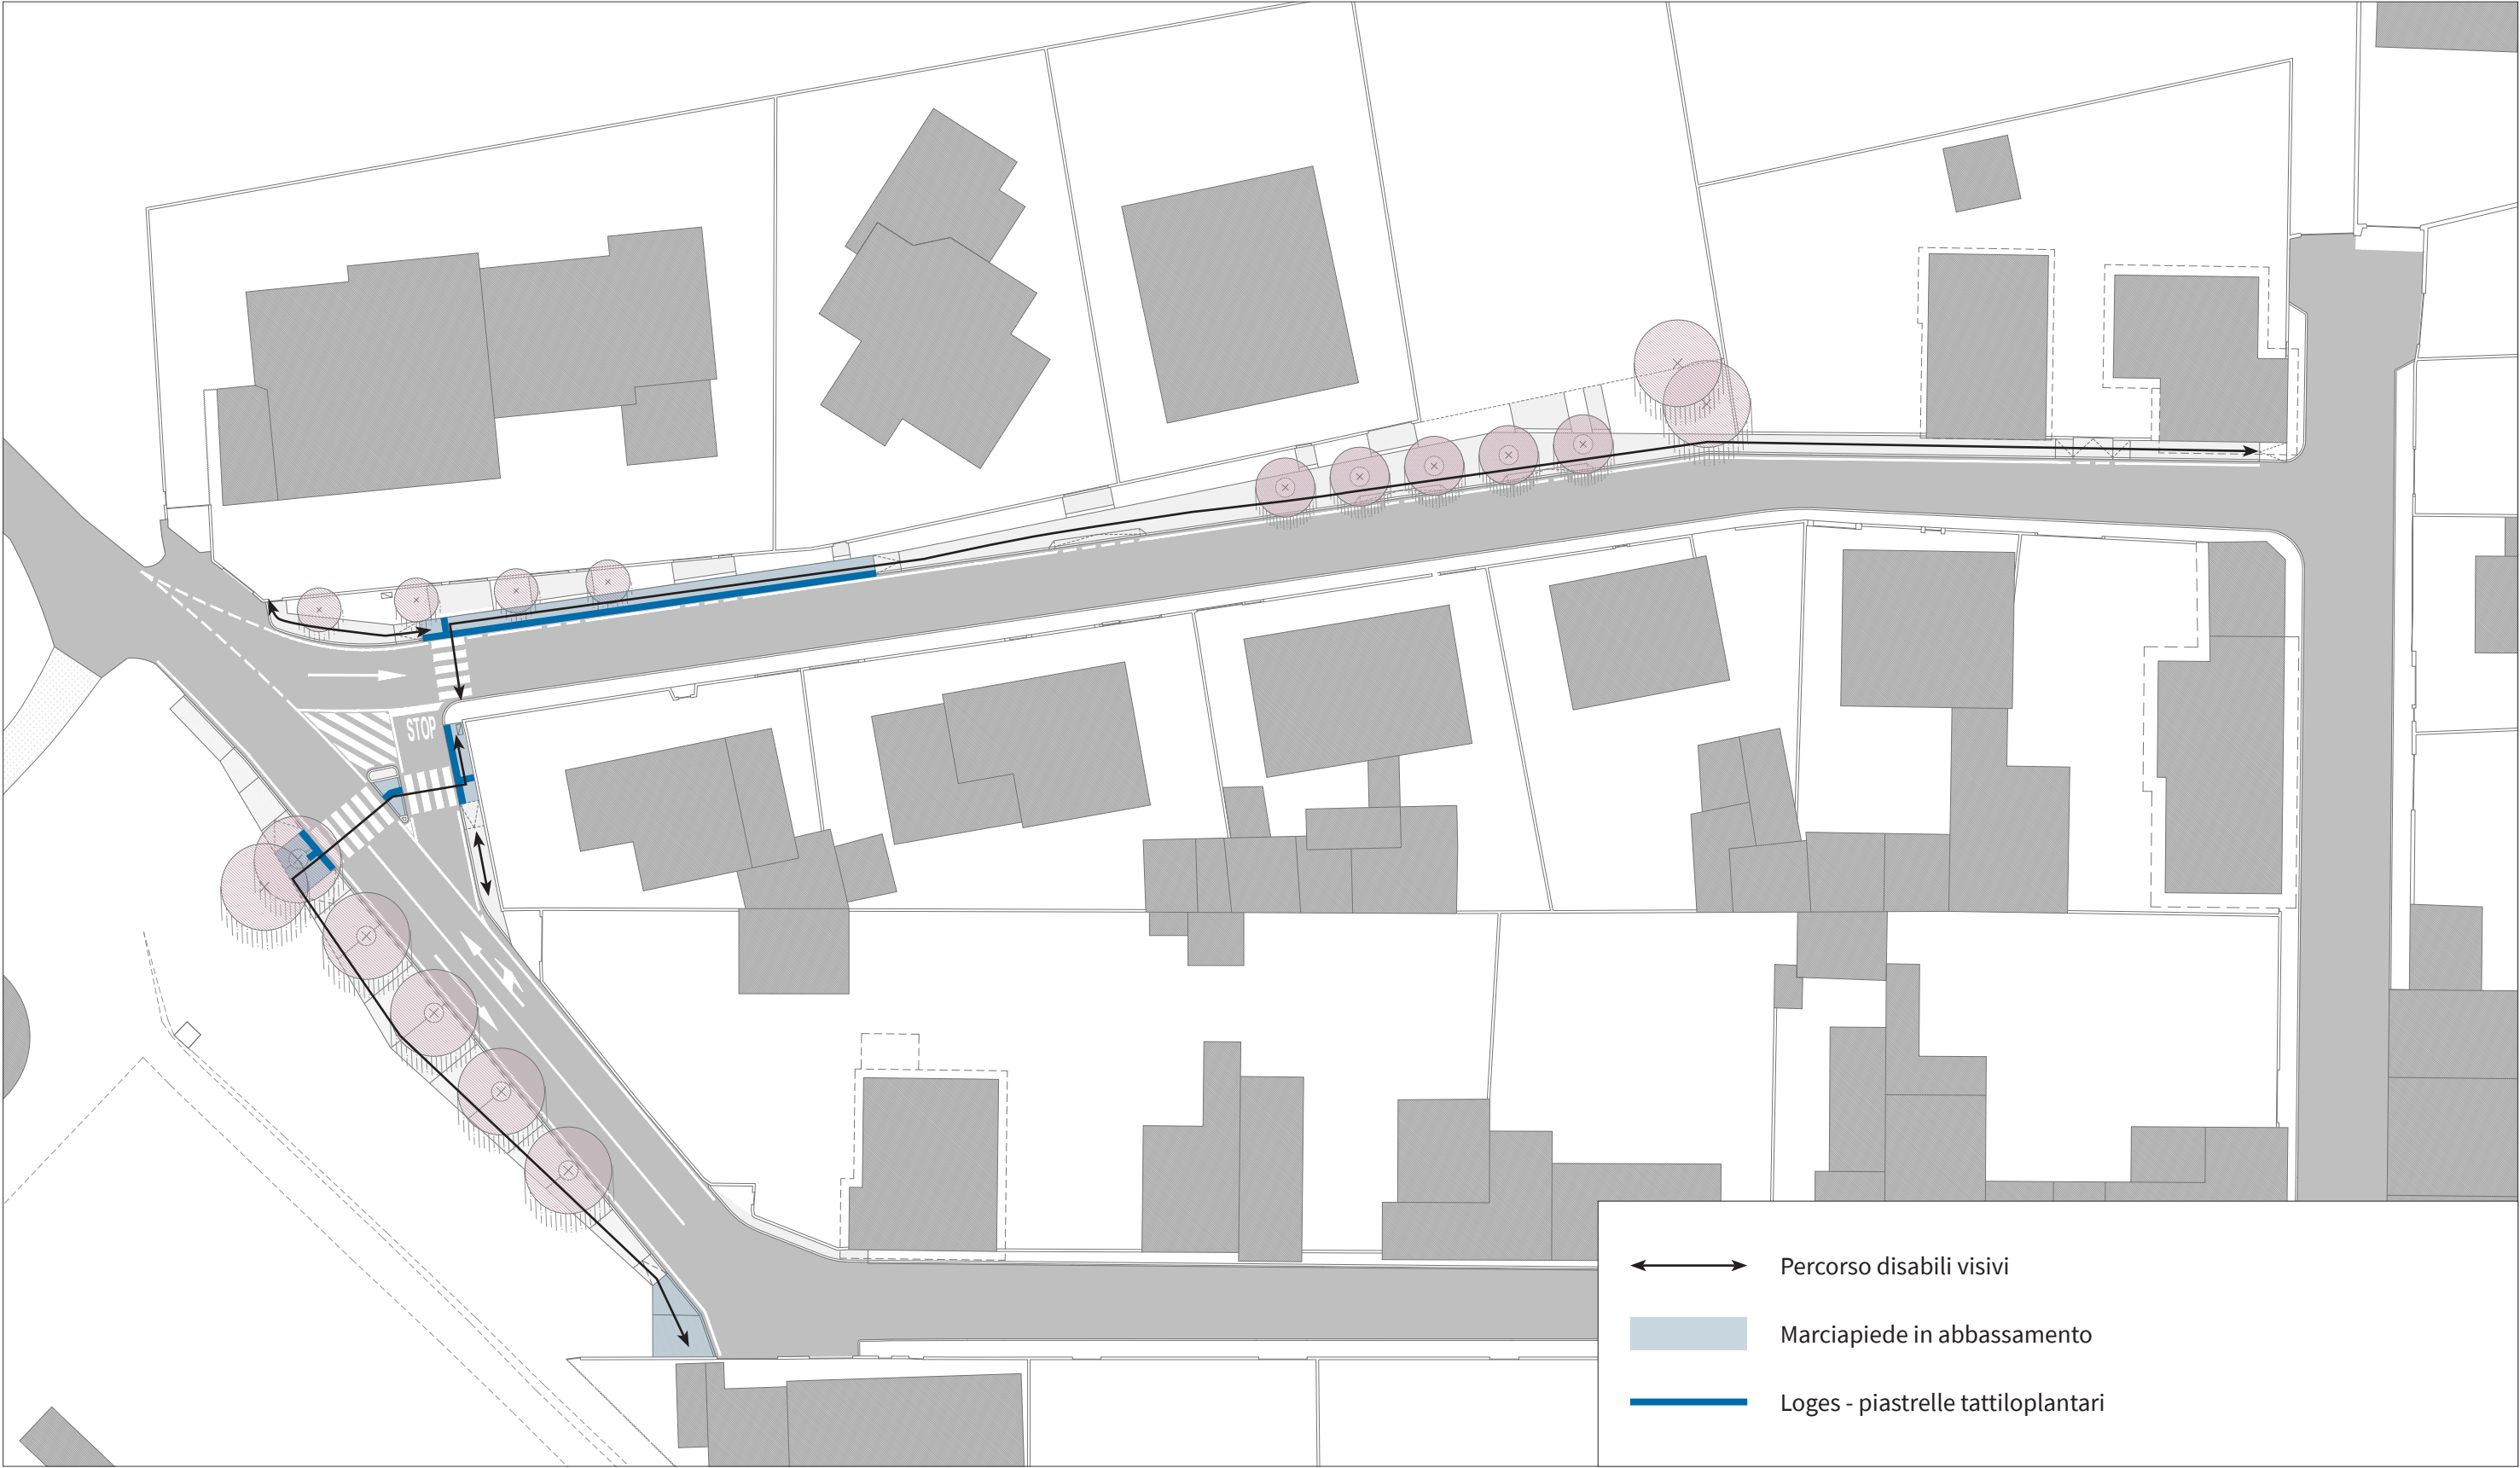 STOP
Percorso disabili visivi
Marciapiede in abbassamento
Loges - piastrelle tattiloplantari